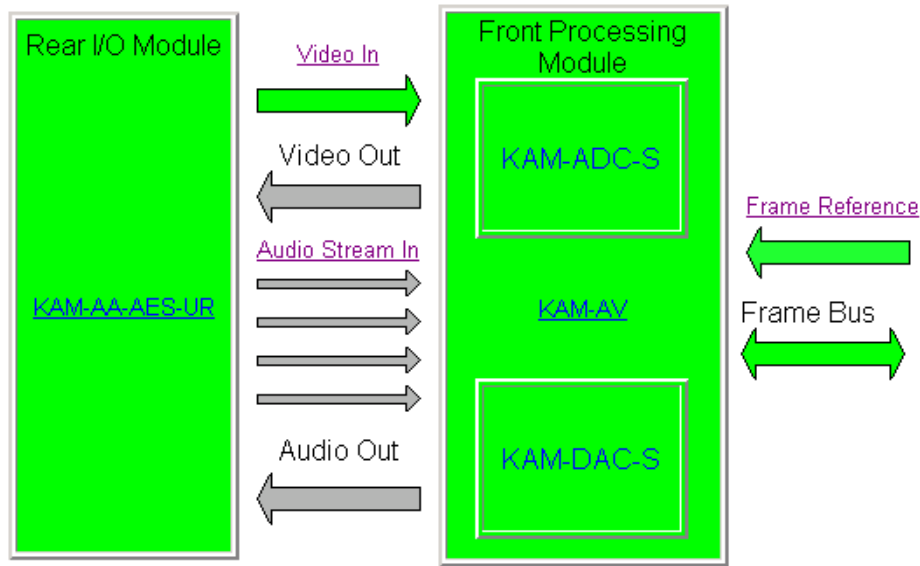 Rear I/O Module
KAM-AA-AES-UR
Video In
Video Out
Audio Stream In
Audio Out
Front Processing
Module
KAM-ADC-S
KAM-AV
KAM-DAC-S
Frame Reference
Frame Bus